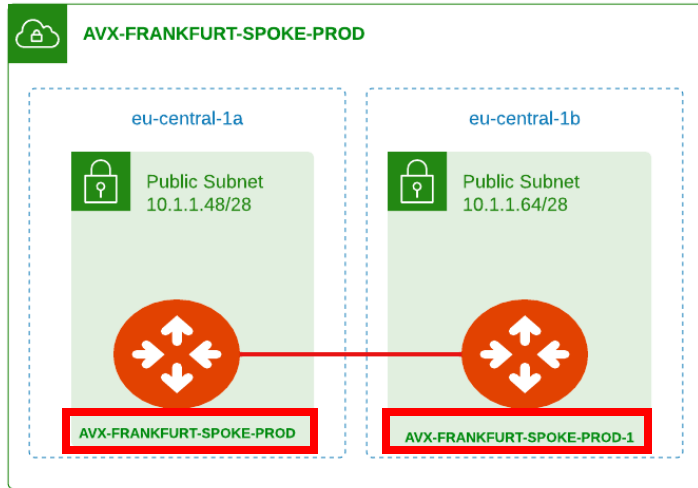 AVX-FRANKFURT-SPOKE-PROD
eu-central-1a
Public Subnet
10.1.1.48/28
AVX-FRANKFURT-SPOKE-PROD
eu-central-1b
Public Subnet
10.1.1.64/28
AVX-FRANKFURT-SPOKE-PROD-1